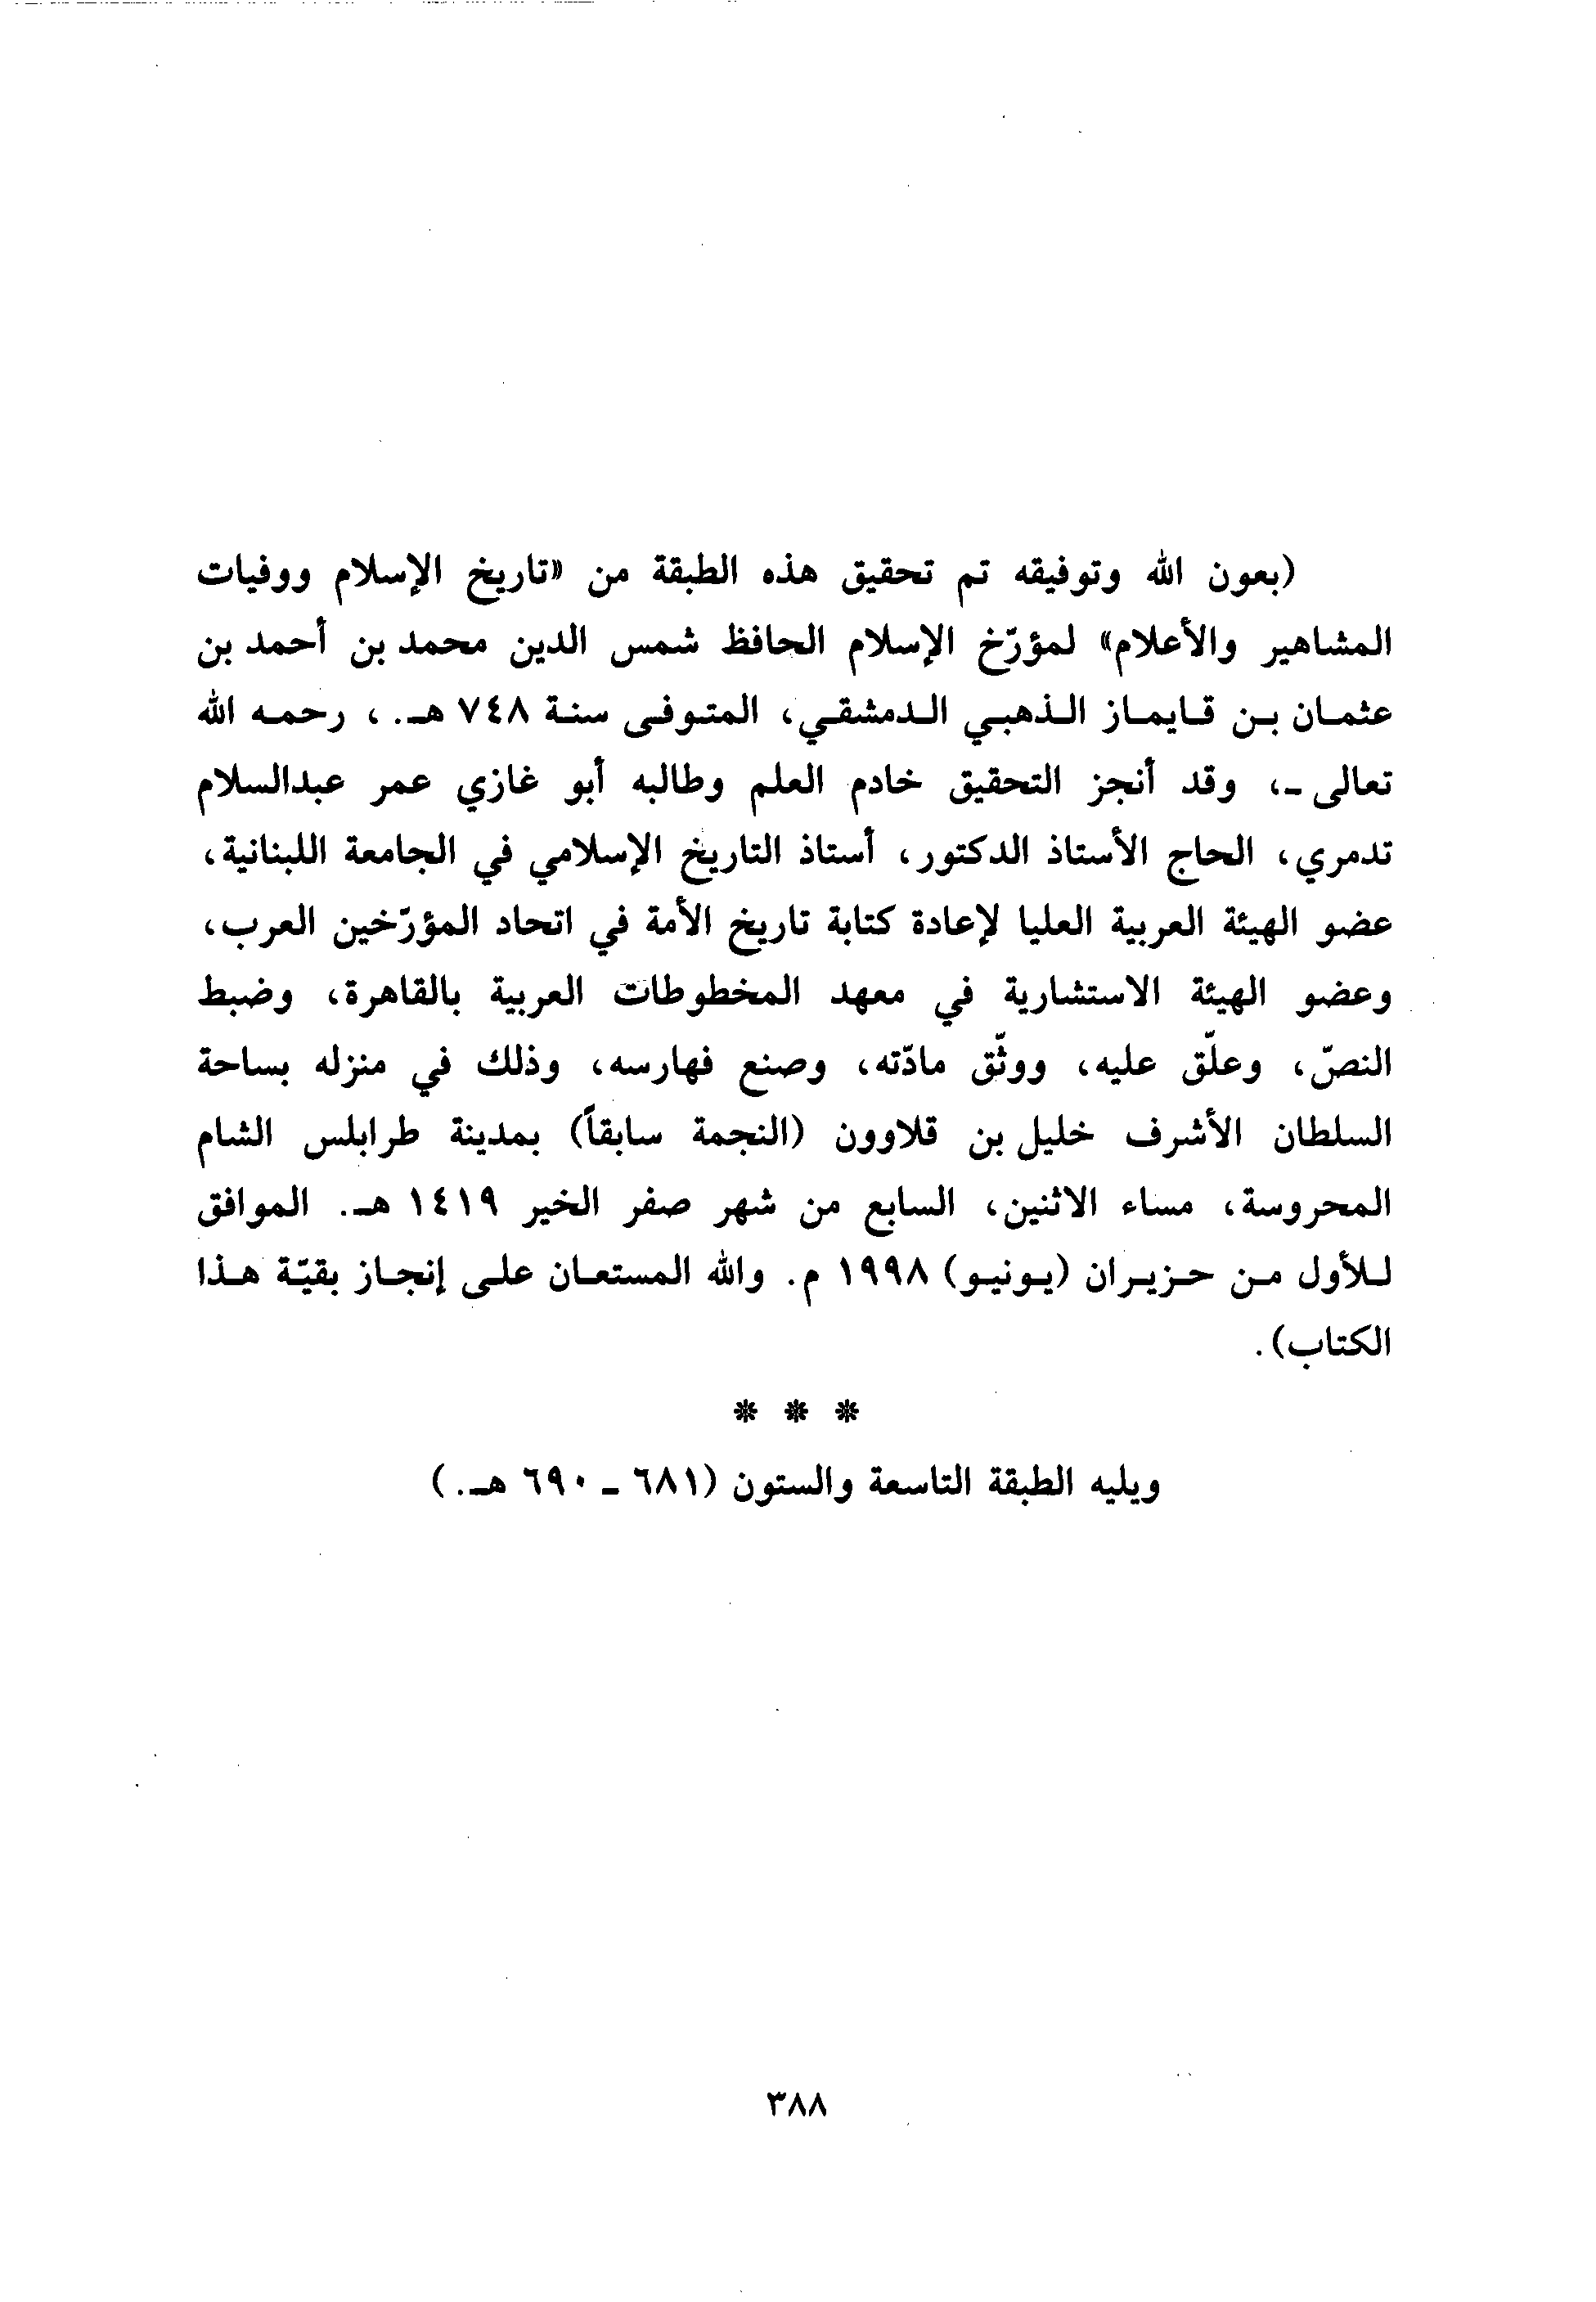 (بعون الله وتوفيقه تم تحقيق هذه الطبقة من «تاريخ الإسلام ووفيات
المشاهير والأعلام» لمؤرّخ الإسلام الحافظ شمس الدين محمد بن أحمد بن
عثمان بن قايماز الذهبي الدمشقي، المتوفى سنة ٧٤٨ هـ.، رحمه الله
تعالى -، وقد أنجز التحقيق خادم العلم وطالبه أبو غازي عمر عبدالسلام
تدمري، الحاج الأستاذ الدكتور، أستاذ التاريخ الإسلامي في الجامعة اللبنانية،
عضو الهيئة العربية العليا لإعادة كتابة تاريخ الأمة في اتحاد المؤرّخين العرب،
وعضو الهيئة الاستشارية في معهد المخطوطات العربية بالقاهرة، وضبط
النصّ، وعلّق عليه، ووثّق مادّته، وصنع فهارسه، وذلك في منزله بساحة
السلطان الأشرف خليل بن قلاوون (النجمة سابقاً) بمدينة طرابلس الشام
المحروسة، مساء الاثنين، السابع من شهر صفر الخير ١٤١٩ هـ. الموافق
للأول من حزيران (يونيو) ١٩٩٨ م. والله المستعان على إنجاز بقيّة هذا
الكتاب).
* * *
ويليه الطبقة التاسعة والستون (٦٨١ - ٦٩٠ هـ.)
٣٨٨